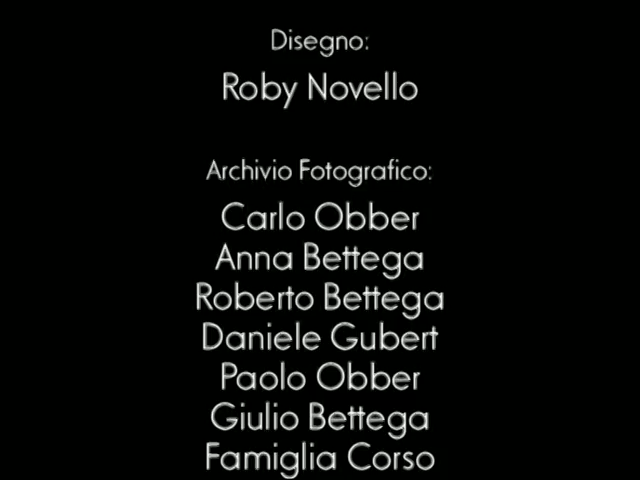 Disegno:
Roby Novello
Archivio Fotografico:
Carlo Obber
Anna Bettega
Roberto Bettega
Daniele Gubert
Paolo Obber
Giulio Bettega
Famiglia Corso